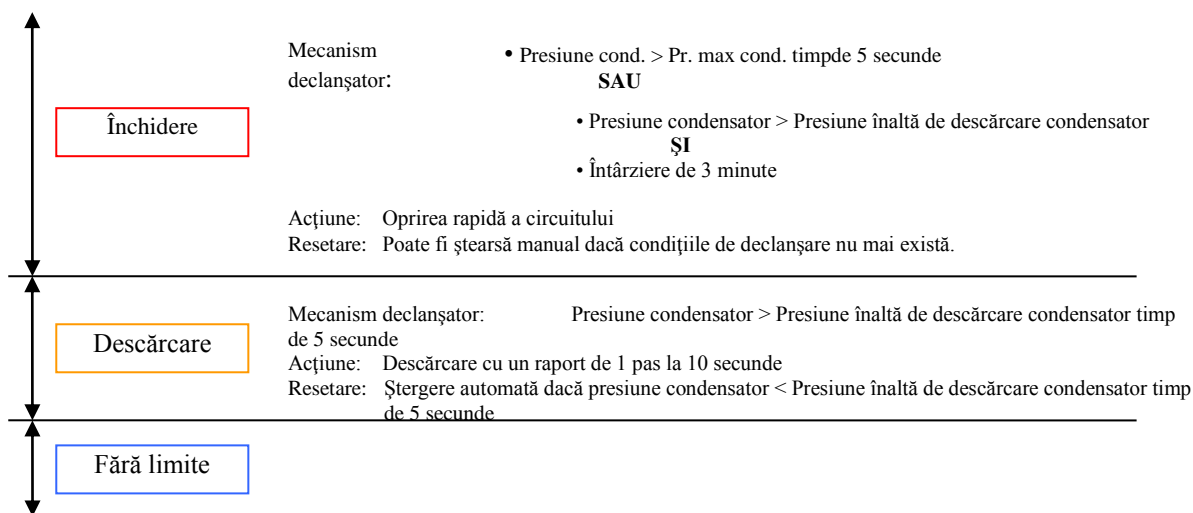 Mecanism
declanşator:
• Presiune cond. > Pr. max cond. timpde 5 secunde
SAU
Închidere
• Presiune condensator > Presiune înaltă de descărcare condensator
ŞI
• Întârziere de 3 minute
Acţiune: Oprirea rapidă a circuitului
Resetare: Poate fi ştearsă manual dacă condiţiile de declanşare nu mai există.
Mecanism declanşator: Presiune condensator > Presiune înaltă de descărcare condensator timp
de 5 secunde
Descărcare
Acţiune: Descărcare cu un raport de 1 pas la 10 secunde
Resetare: Ştergere automată dacă presiune condensator < Presiune înaltă de descărcare condensator timp
de 5 secunde
Fără limite